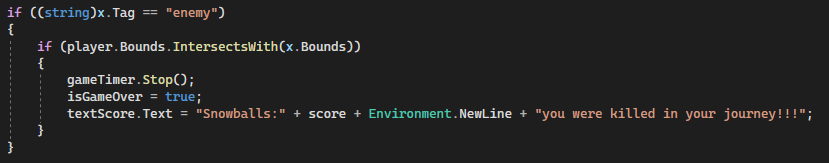 if ((string)x.Tag == "enemy")
{
if (player.Bounds.IntersectsWith(x.Bounds))
{
gameTimer.Stop();
isGameOver = true;
textScore.Text = "Snowballs:" + score + Environment.NewLine + "you were killed in your journey!!!";
}
}